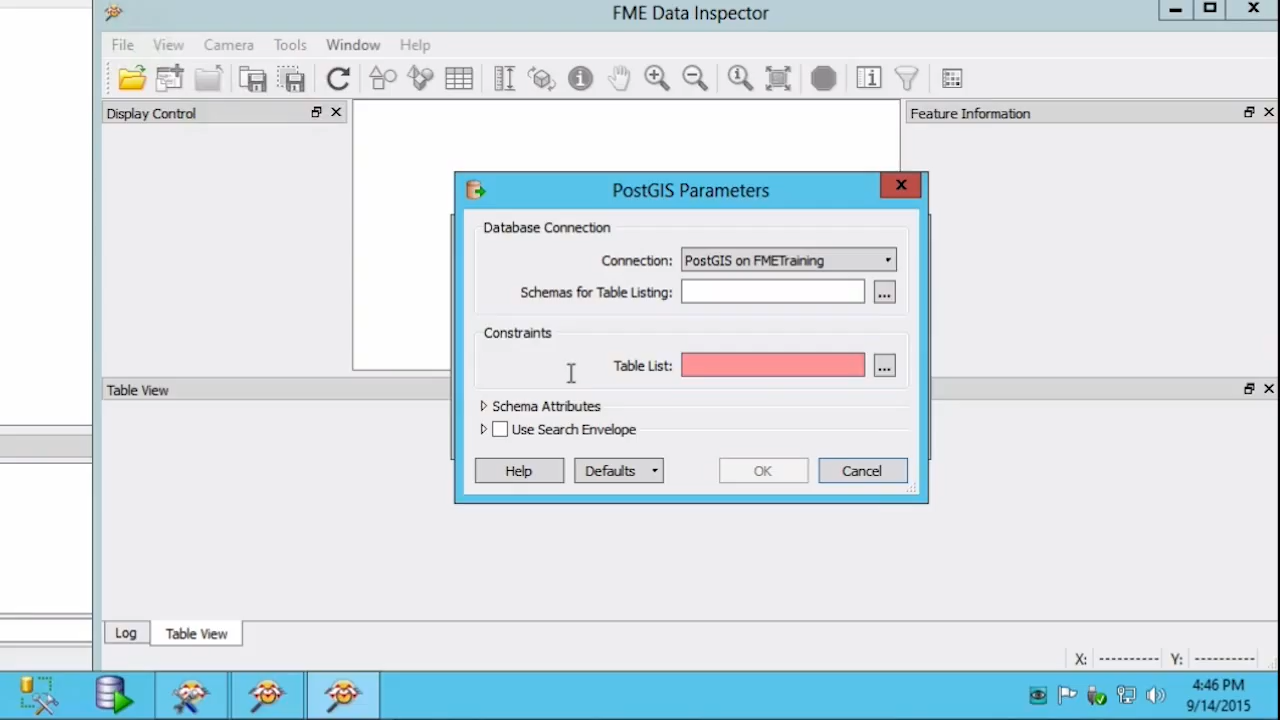 FME Data Inspector
File View Camera Tools Window Help
Display Control
Feature Information
PostGIS Parameters
Database Connection
Connection: PostGIS on FMETraining
Schemas for Table Listing: ...
Constraints
Table List: ...
Schema Attributes
Use Search Envelope
Help Defaults OK Cancel
Table View
Log Table View
X: ---------- Y: ----------
4:46 PM
9/14/2015